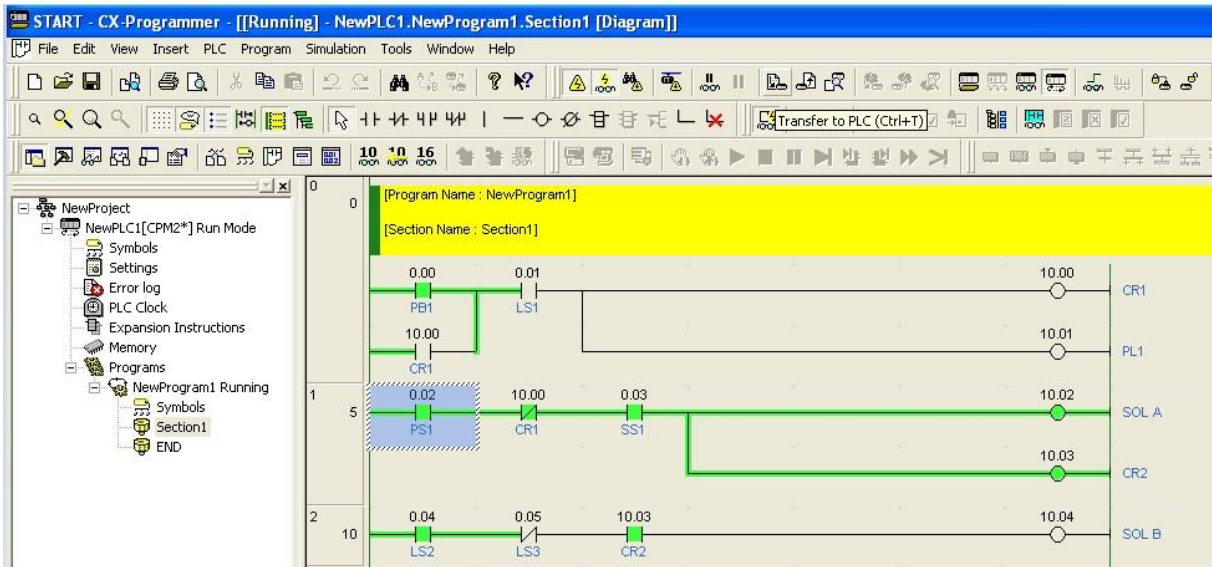 START - CX-Programmer - [[Running] - NewPLC1.NewProgram1.Section1 [Diagram]]
File Edit View Insert PLC Program Simulation Tools Window Help
Transfer to PLC (Ctrl+T)
10 10 16
NewProject
NewPLC1[CPM2*] Run Mode
Symbols
Settings
Error log
PLC Clock
Expansion Instructions
Memory
Programs
NewProgram1 Running
Symbols
Section1
END
0
0
[Program Name : NewProgram1]
[Section Name : Section1]
0.00 0.01 10.00
CR1
PB1 LS1
10.00 10.01
PL1
CR1
1
5
0.02 10.00 0.03 10.02
SOL A
PS1 CR1 SS1
10.03
CR2
2
10
0.04 0.05 10.03 10.04
SOL B
LS2 LS3 CR2